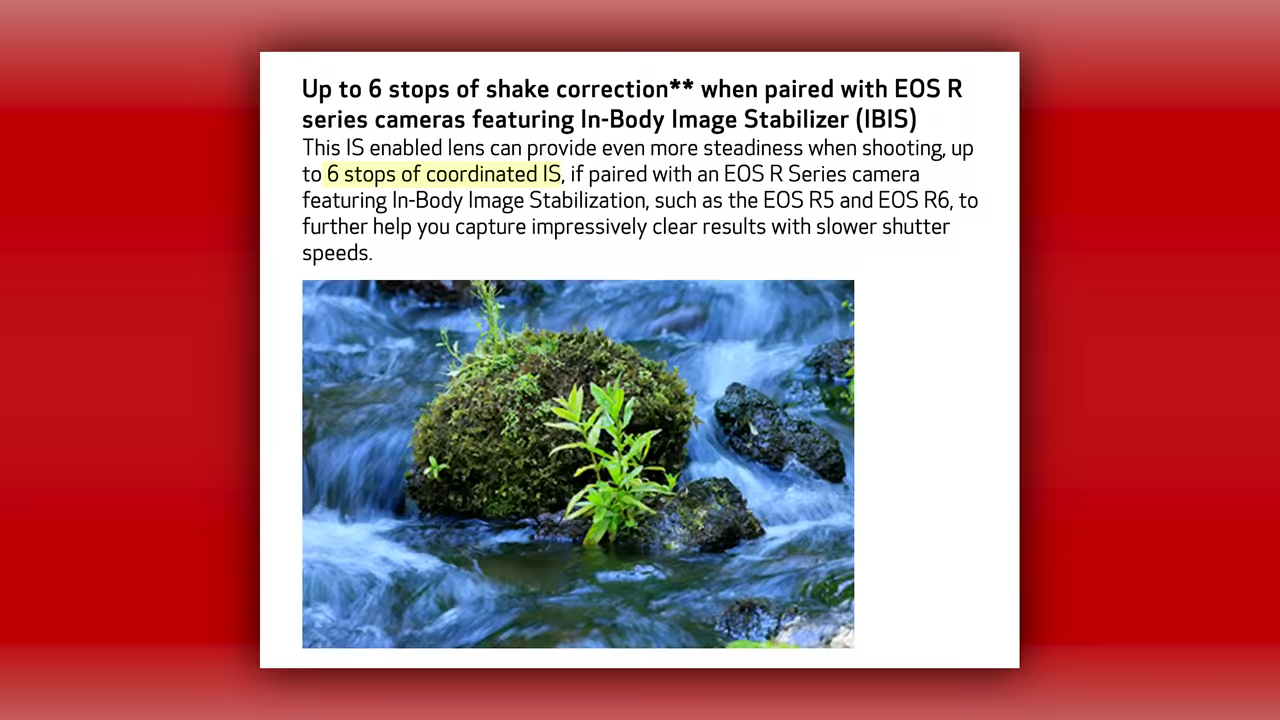 Up to 6 stops of shake correction** when paired with EOS R
series cameras featuring In-Body Image Stabilizer (IBIS)
This IS enabled lens can provide even more steadiness when shooting, up
to 6 stops of coordinated IS, if paired with an EOS R Series camera
featuring In-Body Image Stabilization, such as the EOS R5 and EOS R6, to
further help you capture impressively clear results with slower shutter
speeds.